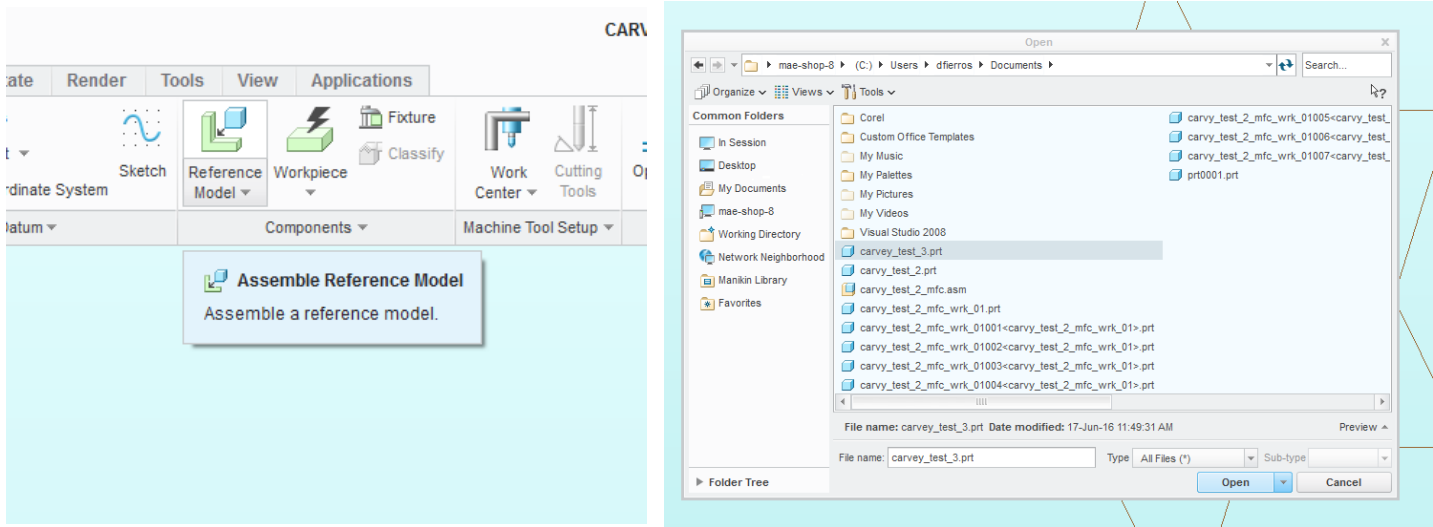 CARV
ate Render Tools View Applications
Fixture
Classify
Sketch
Reference Model
Workpiece
Work Center
Cutting Tools
Op
t
rdinate System
Datum
Components
Machine Tool Setup
Assemble Reference Model
Assemble a reference model.
Open
mae-shop-8 (C:) Users dfierros Documents
Search...
Organize Views Tools
Common Folders
In Session
Desktop
My Documents
mae-shop-8
Working Directory
Network Neighborhood
Manikin Library
Favorites
Folder Tree
Corel
Custom Office Templates
My Music
My Palettes
My Pictures
My Videos
Visual Studio 2008
carvey_test_3.prt
carvy_test_2.prt
carvy_test_2_mfc.asm
carvy_test_2_mfc_wrk_01.prt
carvy_test_2_mfc_wrk_01001<carvy_test_2_mfc_wrk_01>.prt
carvy_test_2_mfc_wrk_01002<carvy_test_2_mfc_wrk_01>.prt
carvy_test_2_mfc_wrk_01003<carvy_test_2_mfc_wrk_01>.prt
carvy_test_2_mfc_wrk_01004<carvy_test_2_mfc_wrk_01>.prt
carvy_test_2_mfc_wrk_01005<carvy_test_
carvy_test_2_mfc_wrk_01006<carvy_test_
carvy_test_2_mfc_wrk_01007<carvy_test_
prt0001.prt
File name: carvey_test_3.prt Date modified: 17-Jun-16 11:49:31 AM
Preview
File name: carvey_test_3.prt Type All Files (*) Sub-type
Open Cancel